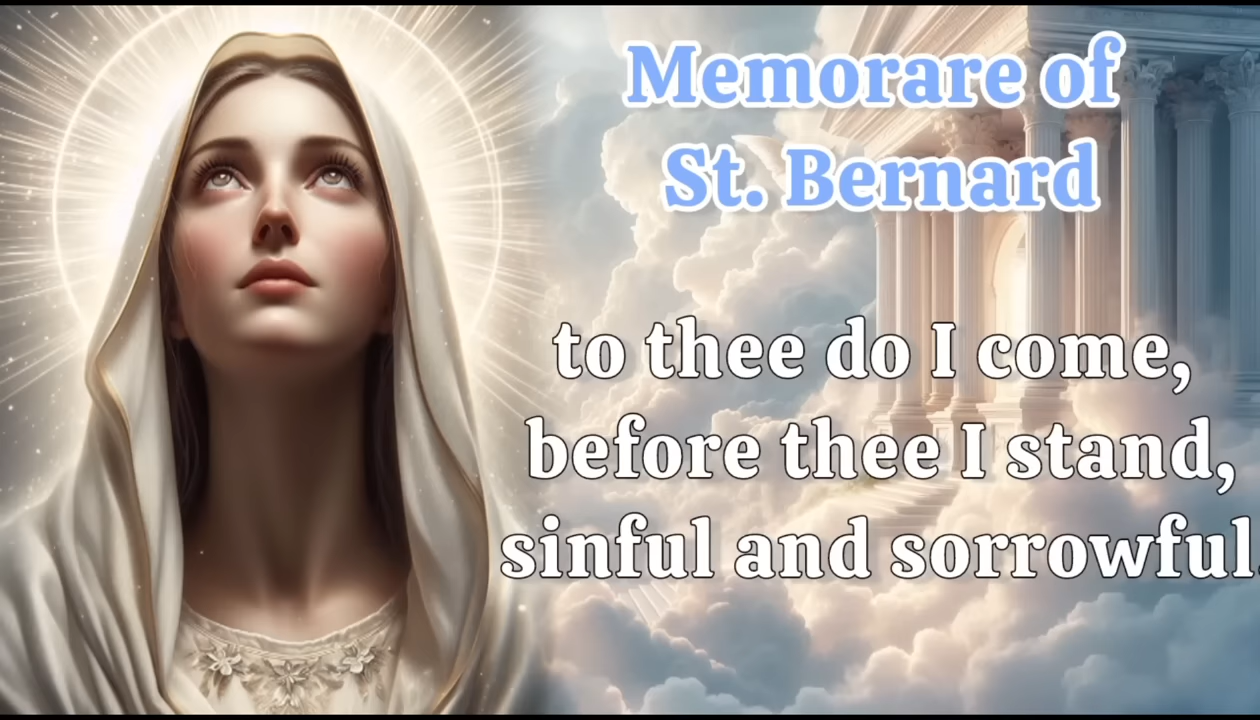 Memorare of
St. Bernard
to thee do I come,
before thee I stand,
sinful and sorrowful.